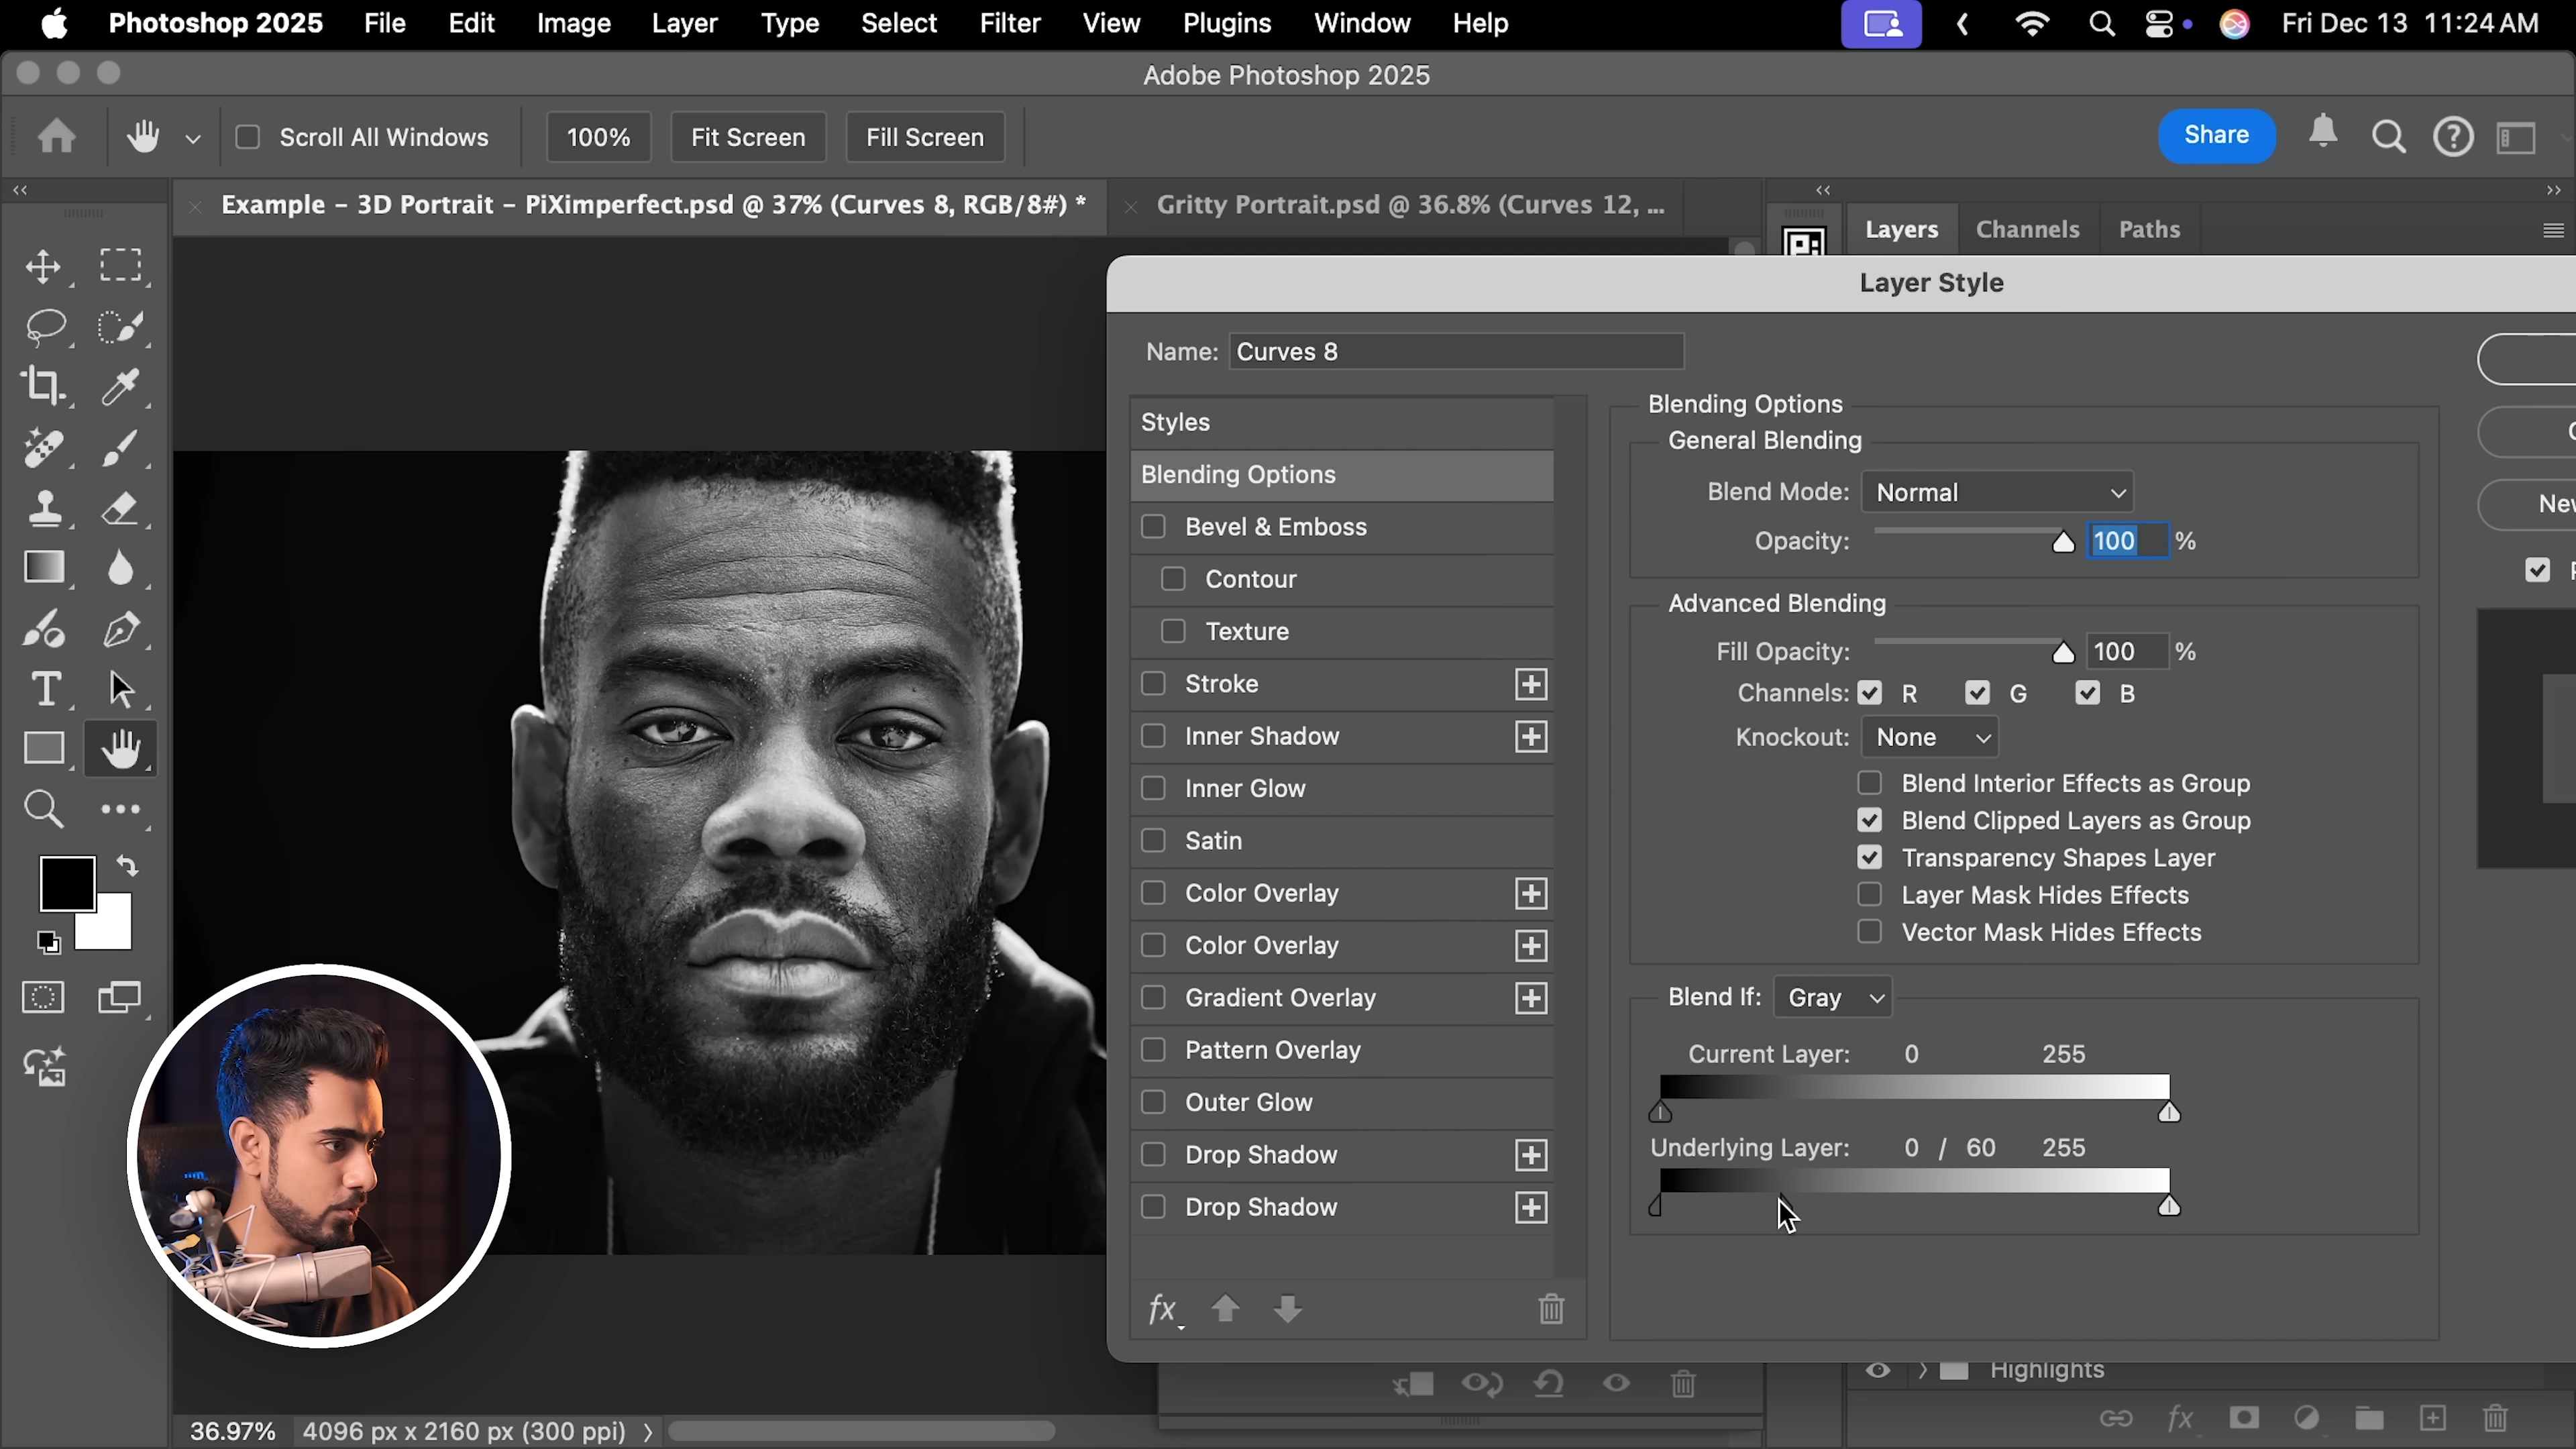 Photoshop 2025 File Edit Image Layer Type Select Filter View Plugins Window Help Fri Dec 13 11:24 AM
Adobe Photoshop 2025
Scroll All Windows 100% Fit Screen Fill Screen Share
Example – 3D Portrait – PiXimperfect.psd @ 37% (Curves 8, RGB/8#) *
Gritty Portrait.psd @ 36.8% (Curves 12, ...
Layers Channels Paths
Layer Style
Name: Curves 8
Styles
Blending Options
Bevel & Emboss
Contour
Texture
Stroke
Inner Shadow
Inner Glow
Satin
Color Overlay
Color Overlay
Gradient Overlay
Pattern Overlay
Outer Glow
Drop Shadow
Drop Shadow
fx
Blending Options
General Blending
Blend Mode: Normal
Opacity: 100 %
Advanced Blending
Fill Opacity: 100 %
Channels: R G B
Knockout: None
Blend Interior Effects as Group
Blend Clipped Layers as Group
Transparency Shapes Layer
Layer Mask Hides Effects
Vector Mask Hides Effects
Blend If: Gray
Current Layer: 0 255
Underlying Layer: 0 / 60 255
Highlights
fx
36.97% 4096 px x 2160 px (300 ppi)